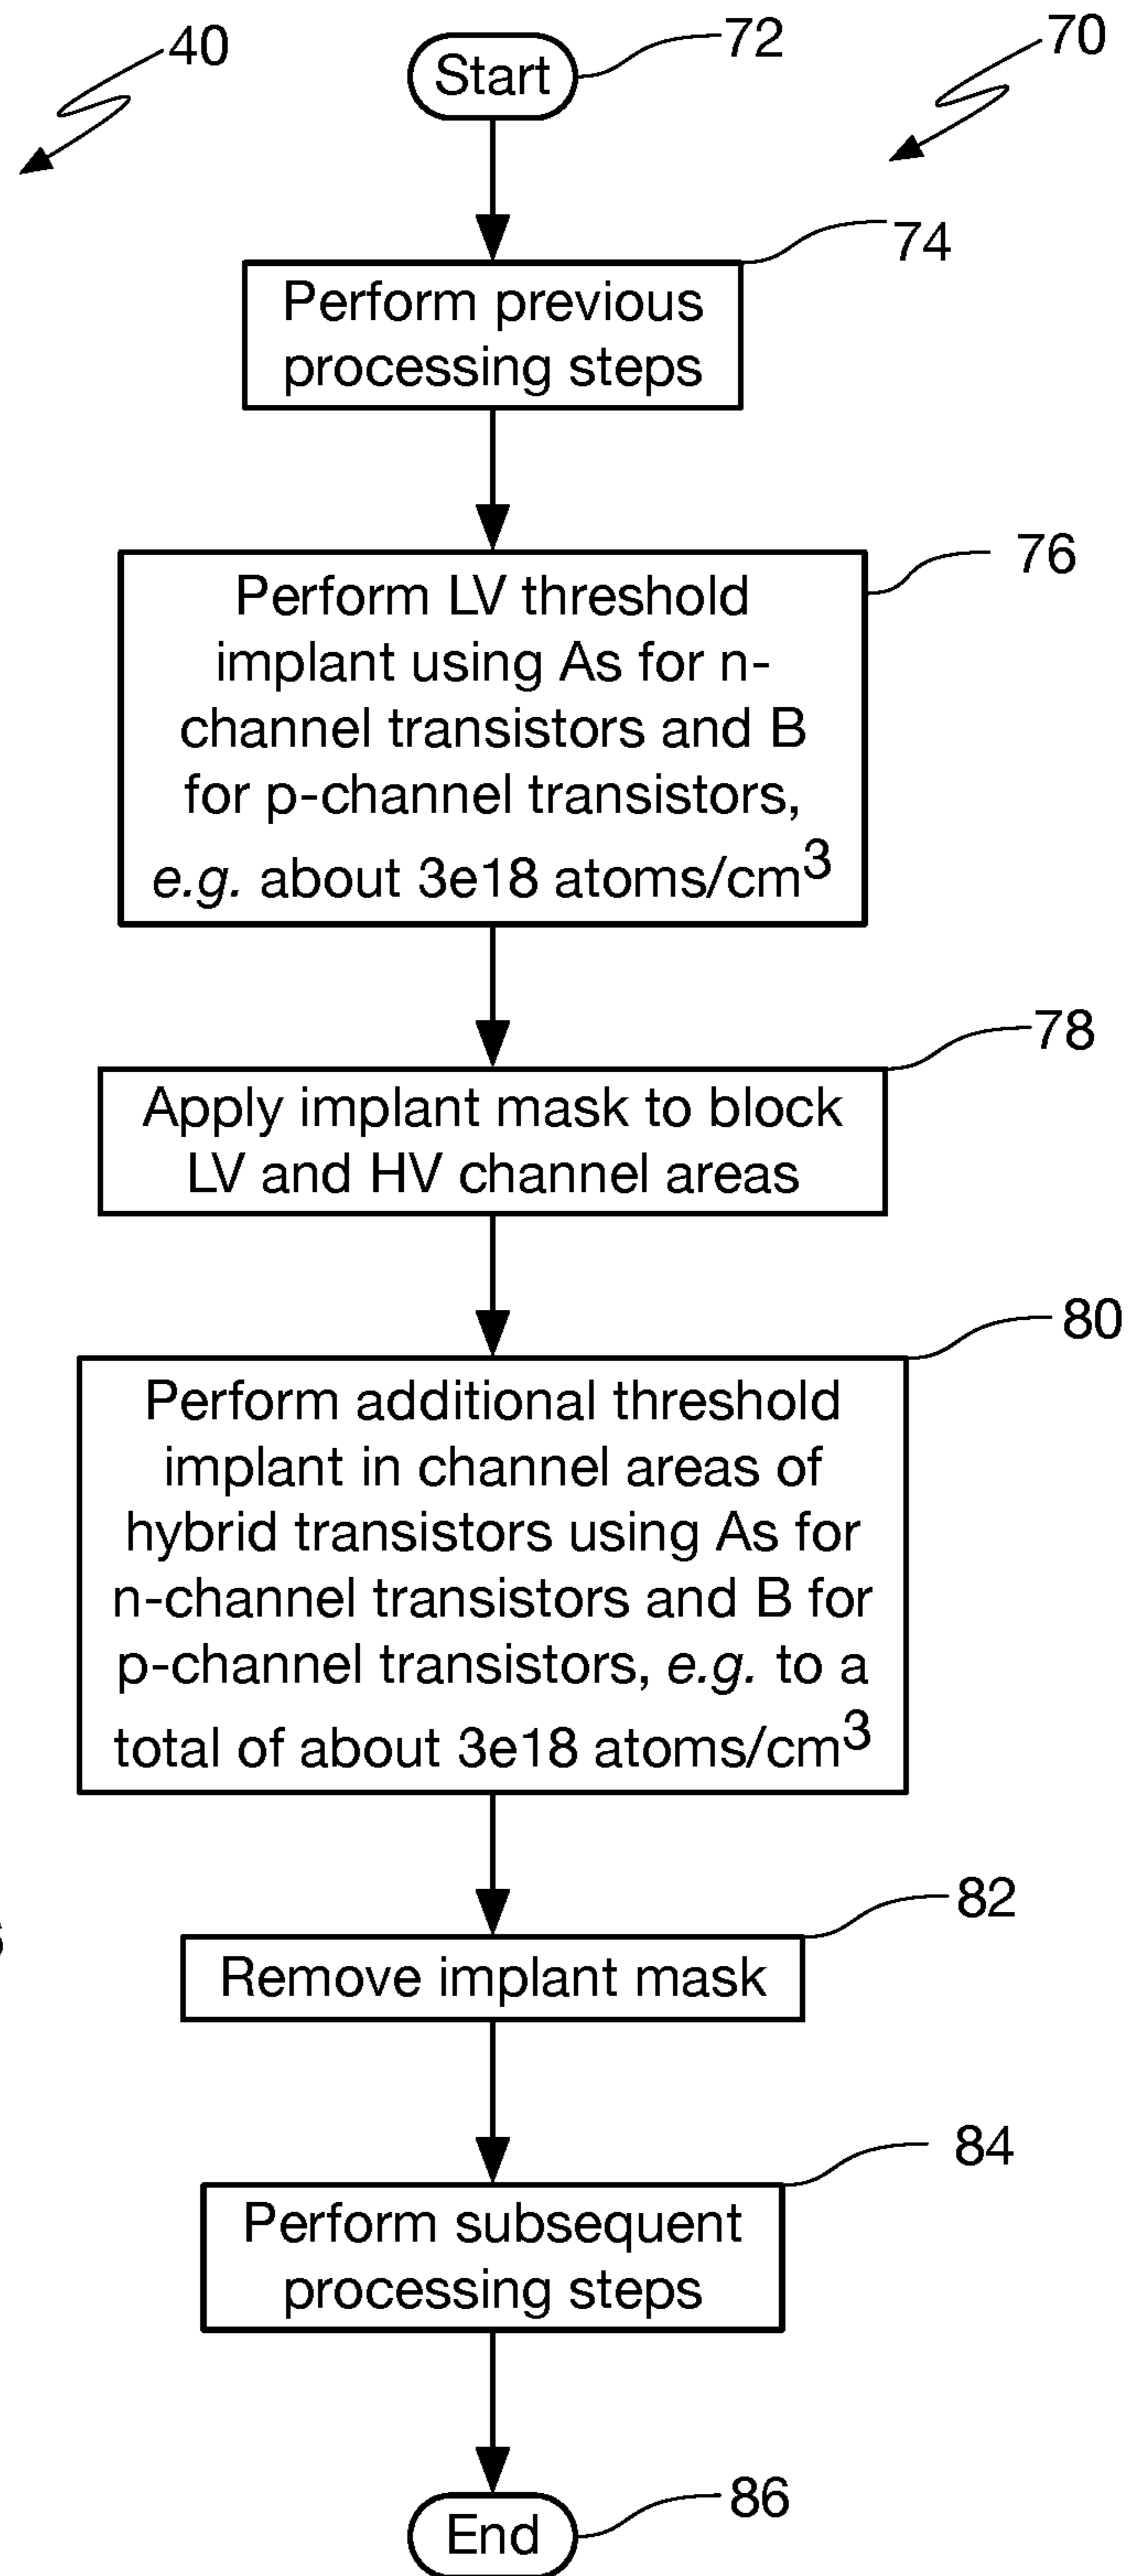 40
70
Start
72
74
Perform previous
processing steps
76
Perform LV threshold
implant using As for n-
channel transistors and B
for p-channel transistors,
e.g. about 3e18 atoms/cm³
78
Apply implant mask to block
LV and HV channel areas
80
Perform additional threshold
implant in channel areas of
hybrid transistors using As for
n-channel transistors and B for
p-channel transistors, e.g. to a
total of about 3e18 atoms/cm³
82
Remove implant mask
84
Perform subsequent
processing steps
86
End